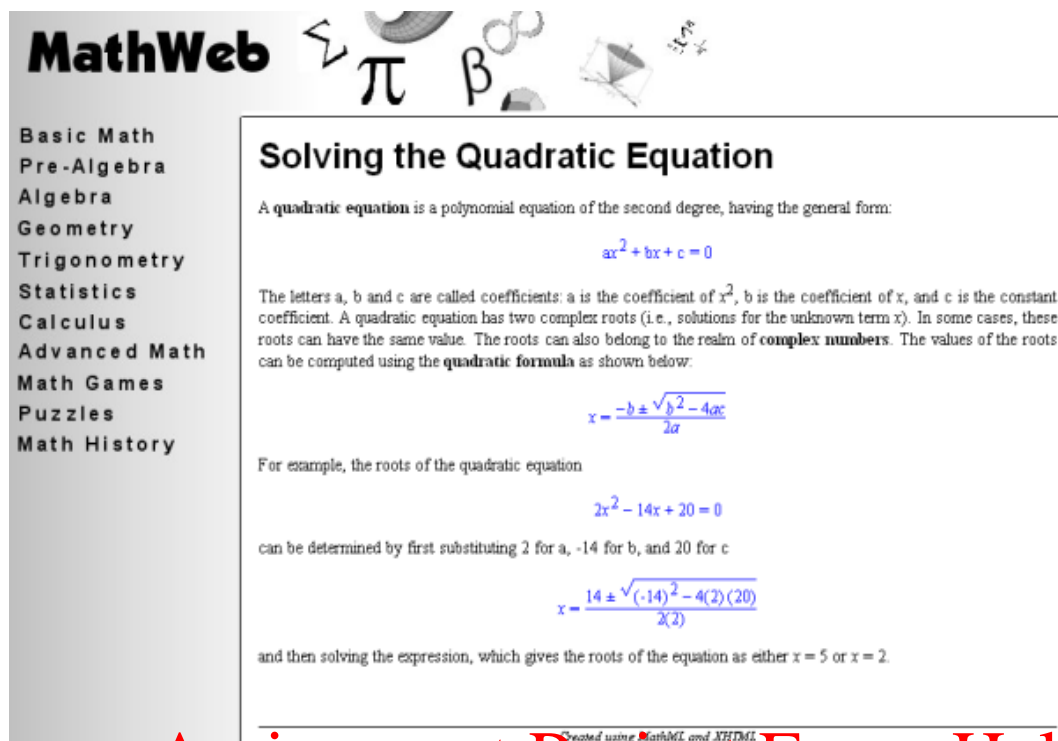 MathWeb
Σ π β
Basic Math
Pre-Algebra
Algebra
Geometry
Trigonometry
Statistics
Calculus
Advanced Math
Math Games
Puzzles
Math History
Solving the Quadratic Equation
A quadratic equation is a polynomial equation of the second degree, having the general form:
ax² + bx + c = 0
The letters a, b and c are called coefficients: a is the coefficient of x², b is the coefficient of x, and c is the constant
coefficient. A quadratic equation has two complex roots (i.e., solutions for the unknown term x). In some cases, these
roots can have the same value. The roots can also belong to the realm of complex numbers. The values of the roots
can be computed using the quadratic formula as shown below:
x = (-b ± √(b² − 4ac)) / 2a
For example, the roots of the quadratic equation
2x² − 14x + 20 = 0
can be determined by first substituting 2 for a, -14 for b, and 20 for c
x = (14 ± √((-14)² − 4(2)(20))) / 2(2)
and then solving the expression, which gives the roots of the equation as either x = 5 or x = 2.
Created using MathML and XHTML